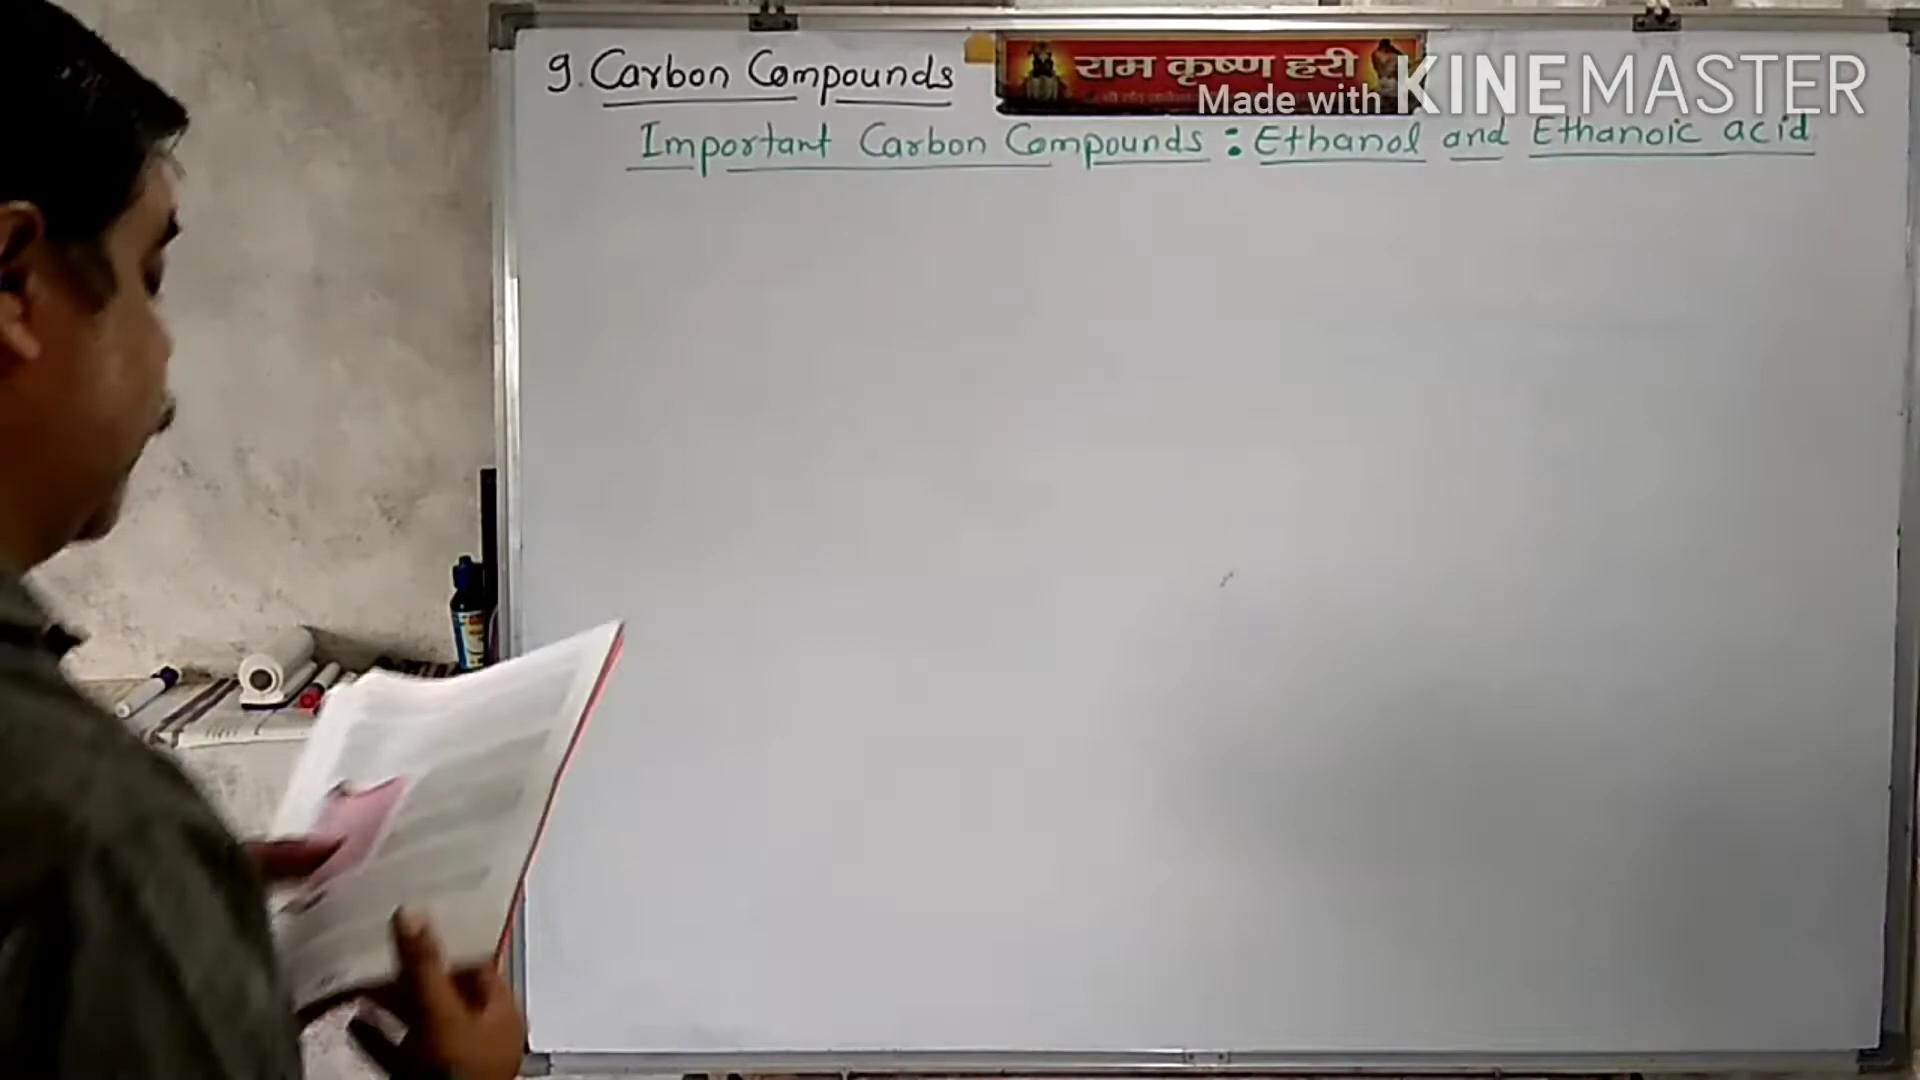 9. Carbon Compounds
राम कृष्ण हरी
Made with KINEMASTER
Important Carbon Compounds : Ethanol and Ethanoic acid